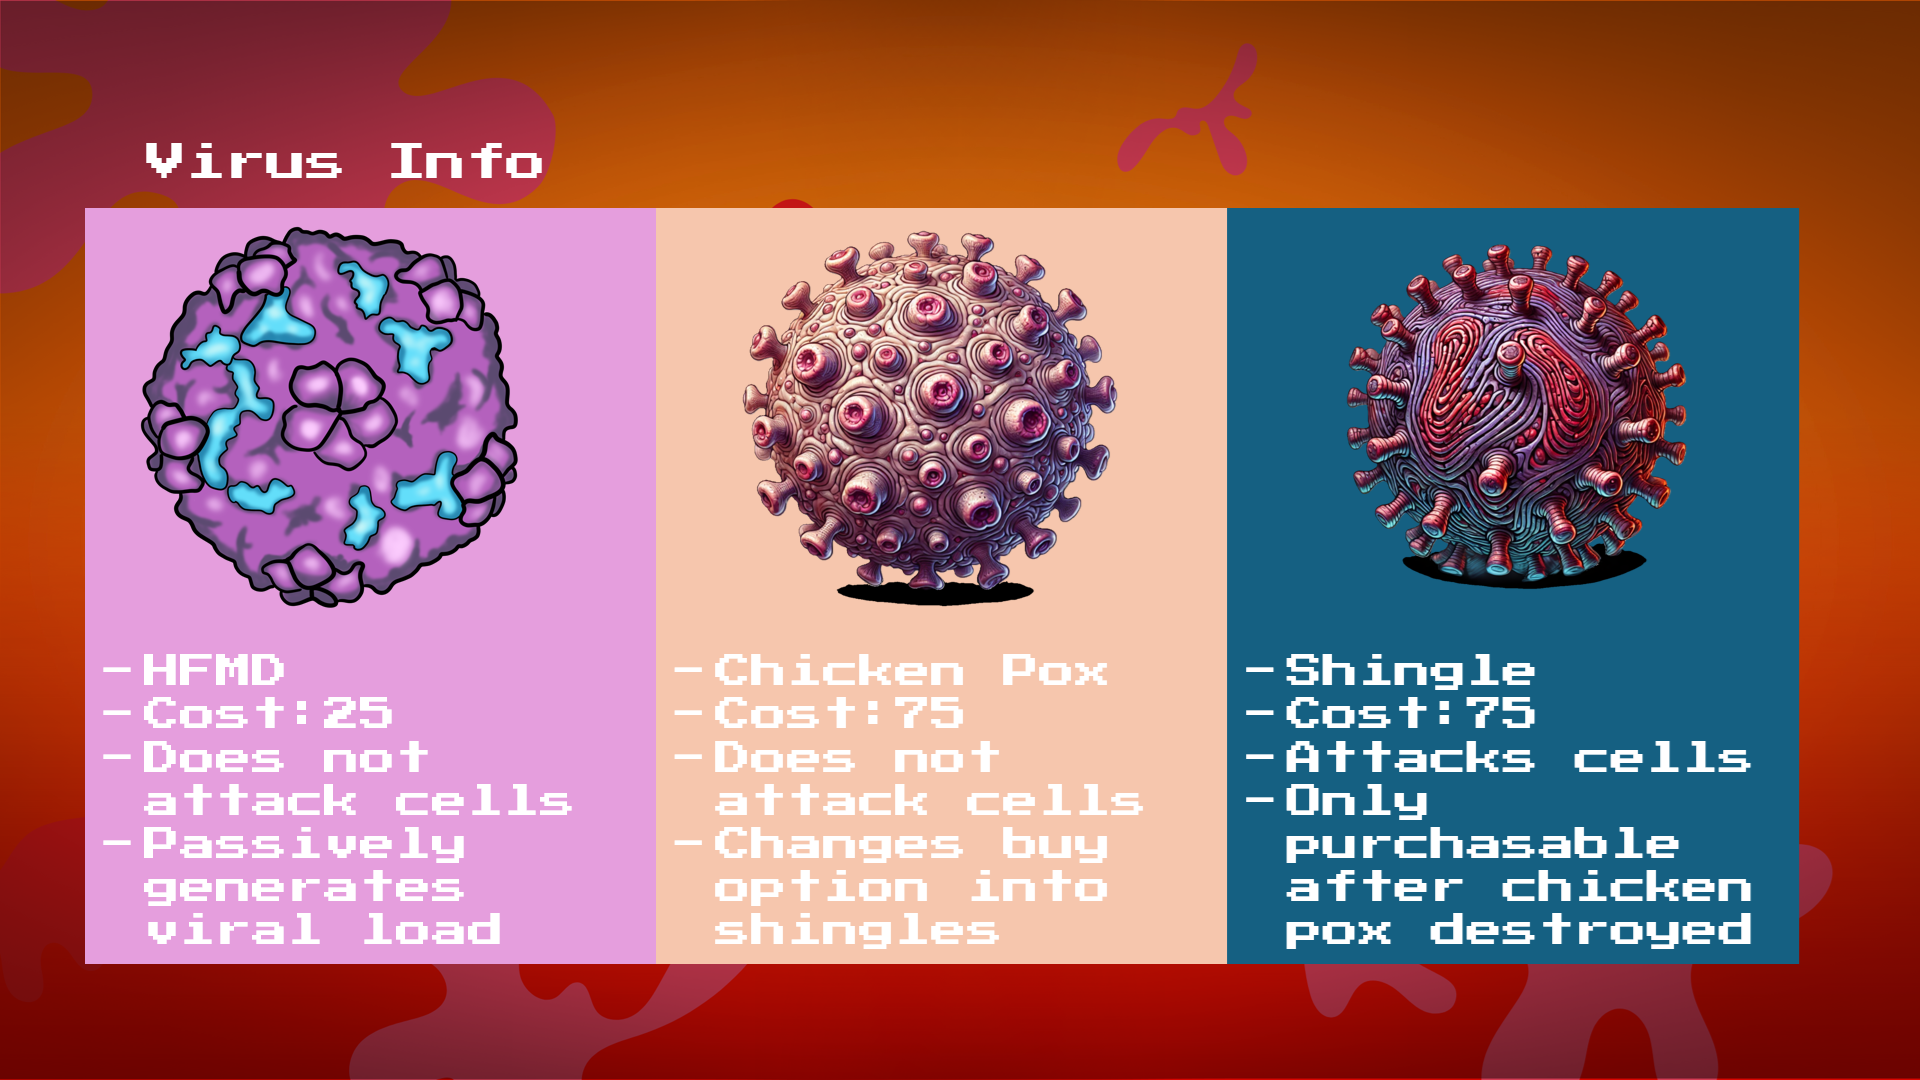 Virus Info
-HFMD
-Cost:25
-Does not
attack cells
-Passively
generates
viral load
-Chicken Pox
-Cost:75
-Does not
attack cells
-Changes buy
option into
shingles
-Shingle
-Cost:75
-Attacks cells
-Only
purchasable
after chicken
pox destroyed